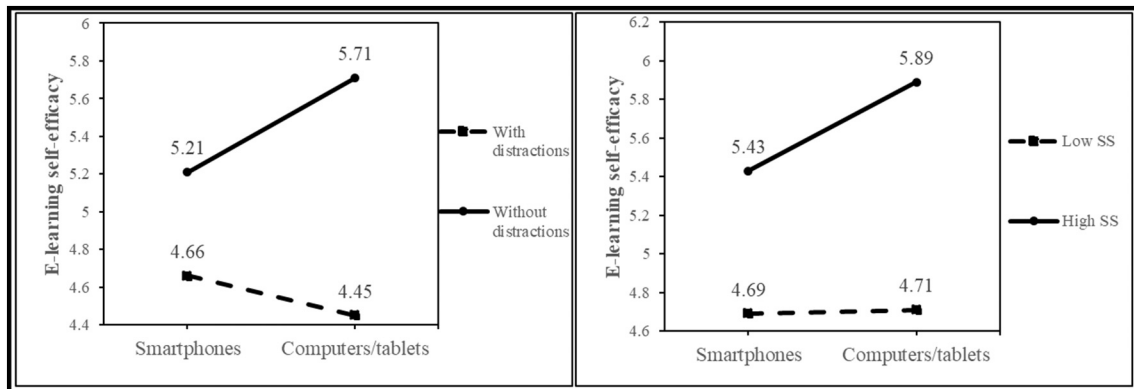 6
5.8
5.6
5.4
5.2
5
4.8
4.6
4.4
E-learning self-efficacy
5.71
5.21
4.66
4.45
Smartphones
Computers/tablets
With
distractions
Without
distractions
6.2
6
5.8
5.6
5.4
5.2
5
4.8
4.6
E-learning self-efficacy
5.89
5.43
4.69
4.71
Smartphones
Computers/tablets
Low SS
High SS